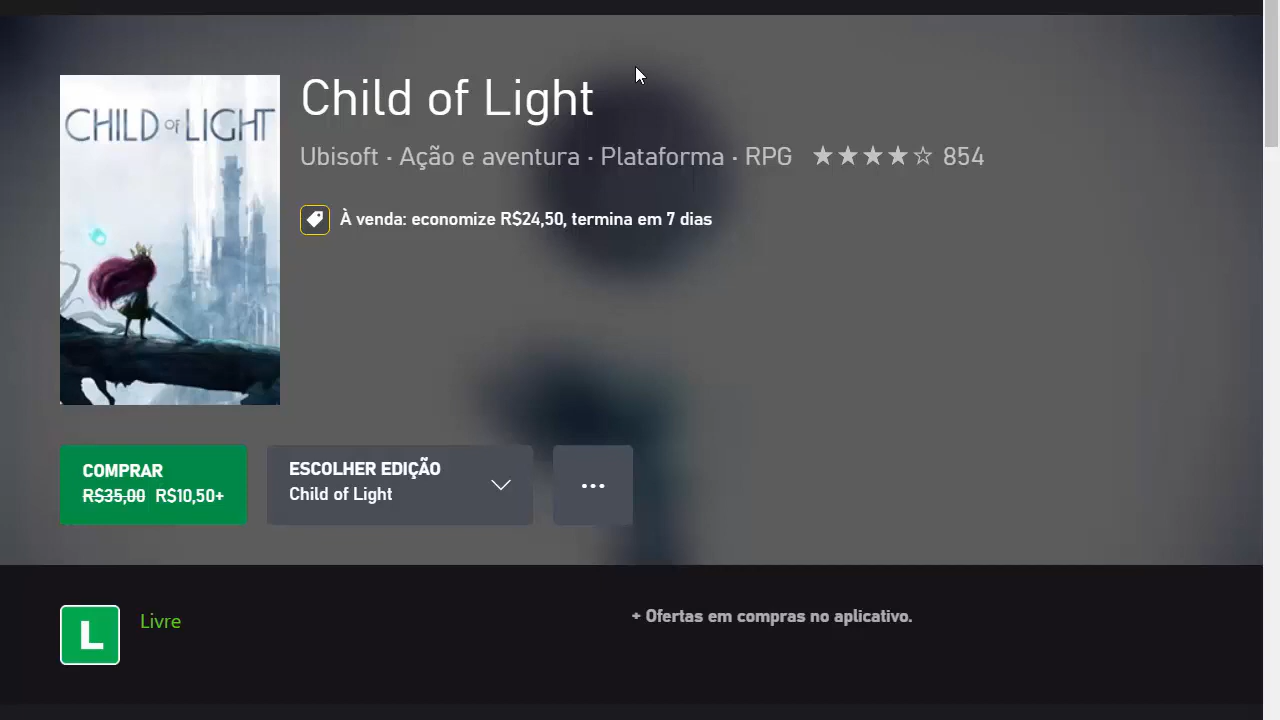 CHILD OF LIGHT
Child of Light
Ubisoft · Ação e aventura · Plataforma · RPG ★★★★☆ 854
À venda: economize R$24,50, termina em 7 dias
COMPRAR
R$35,00 R$10,50+
ESCOLHER EDIÇÃO
Child of Light
...
L
Livre
+ Ofertas em compras no aplicativo.